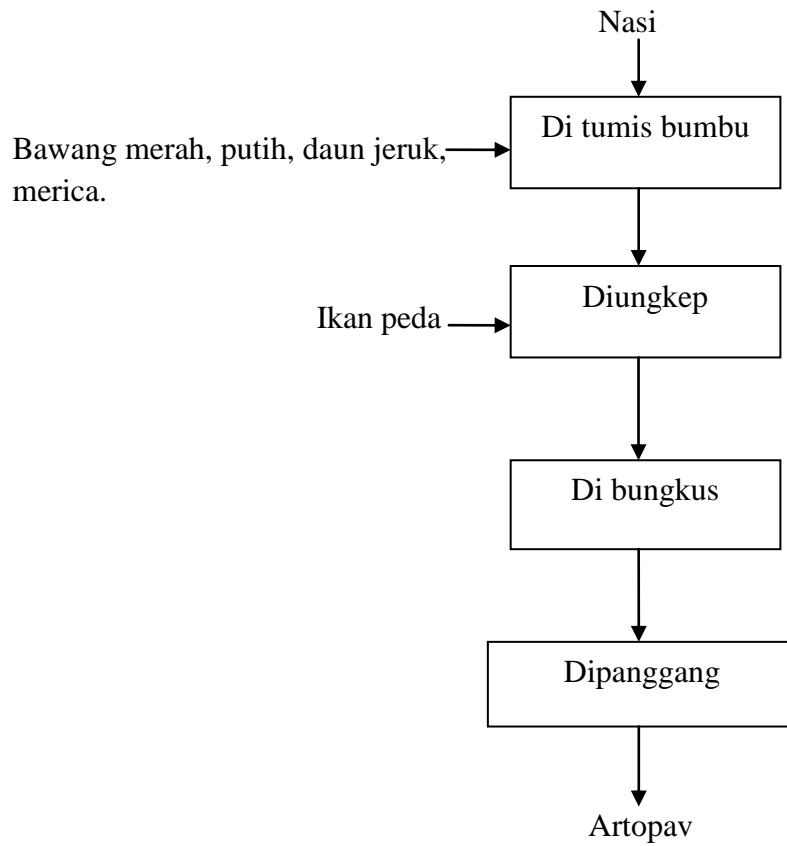 Nasi
Di tumis bumbu
Bawang merah, putih, daun jeruk,
merica.
Diungkep
Ikan peda
Di bungkus
Dipanggang
Artopav